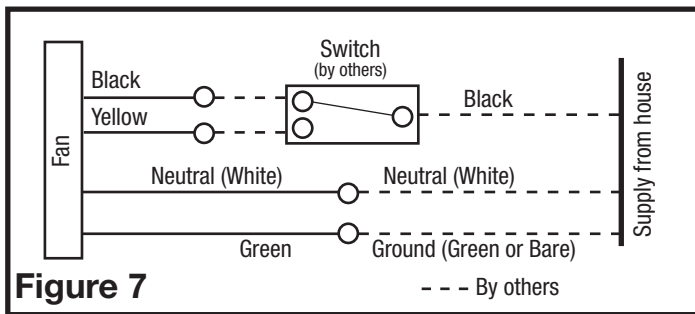 Switch
(by others)
Black
Black
Yellow
Fan
Supply from house
Neutral (White)
Neutral (White)
Green
Ground (Green or Bare)
Figure 7
- - - By others